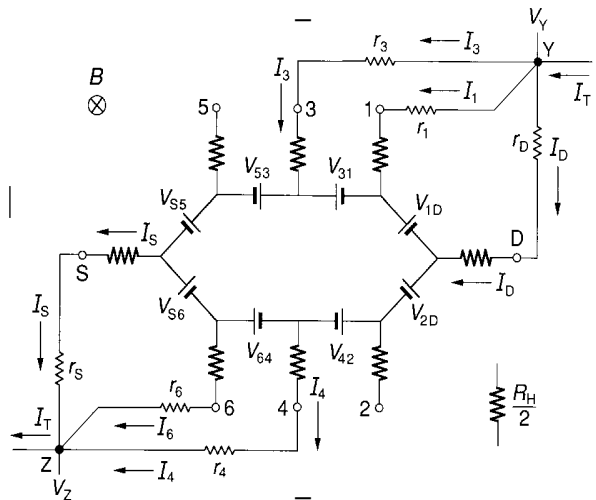 V_Y
Y
r_3
I_3
I_T
B
I_3
5
3
1
I_1
r_1
r_D
I_D
V_53
V_31
V_S5
V_1D
I_S
S
D
I_D
V_S6
V_2D
I_S
V_64
V_42
r_S
r_6
6
4
I_4
2
R_H
2
I_T
I_6
Z
r_4
I_4
V_Z